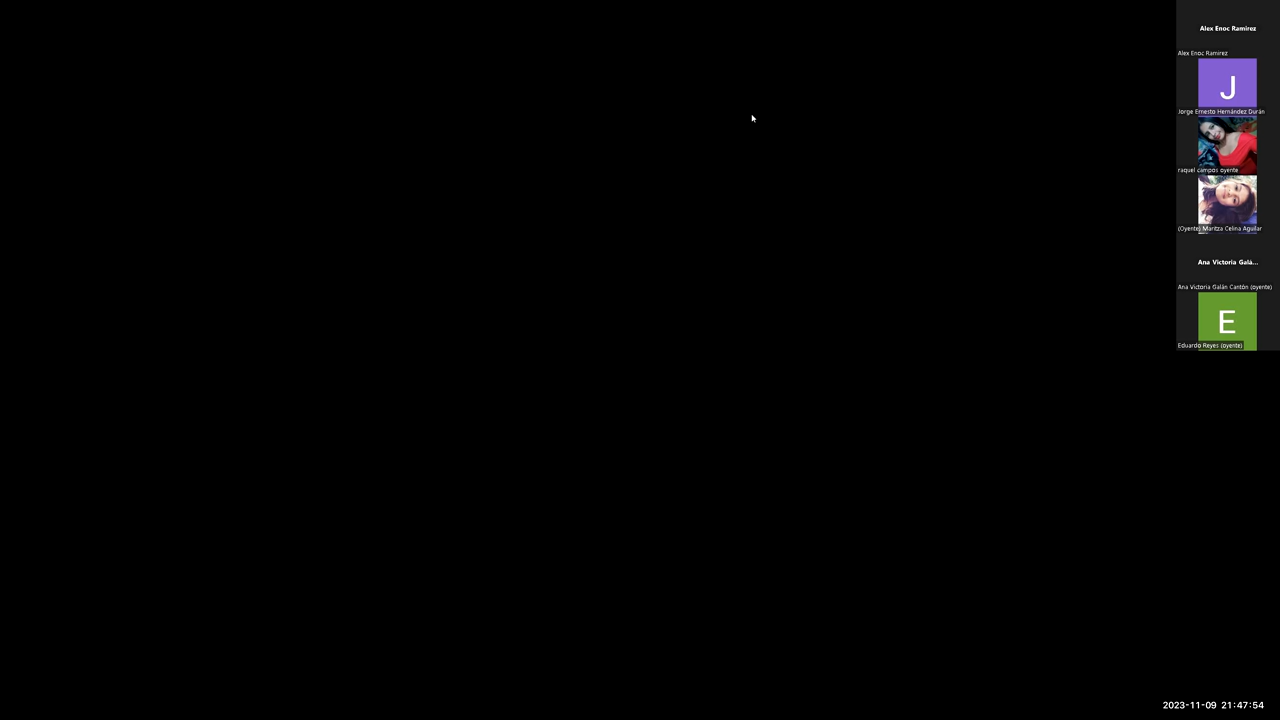 Alex Enoc Ramirez
Alex Enoc Ramirez
J
Jorge Ernesto Hernández Durán
raquel campos oyente
(Oyente) Maritza Celina Aguilar
Ana Victoria Galá...
Ana Victoria Galán Cantón (oyente)
E
Eduardo Reyes (oyente)
2023-11-09 21:47:54